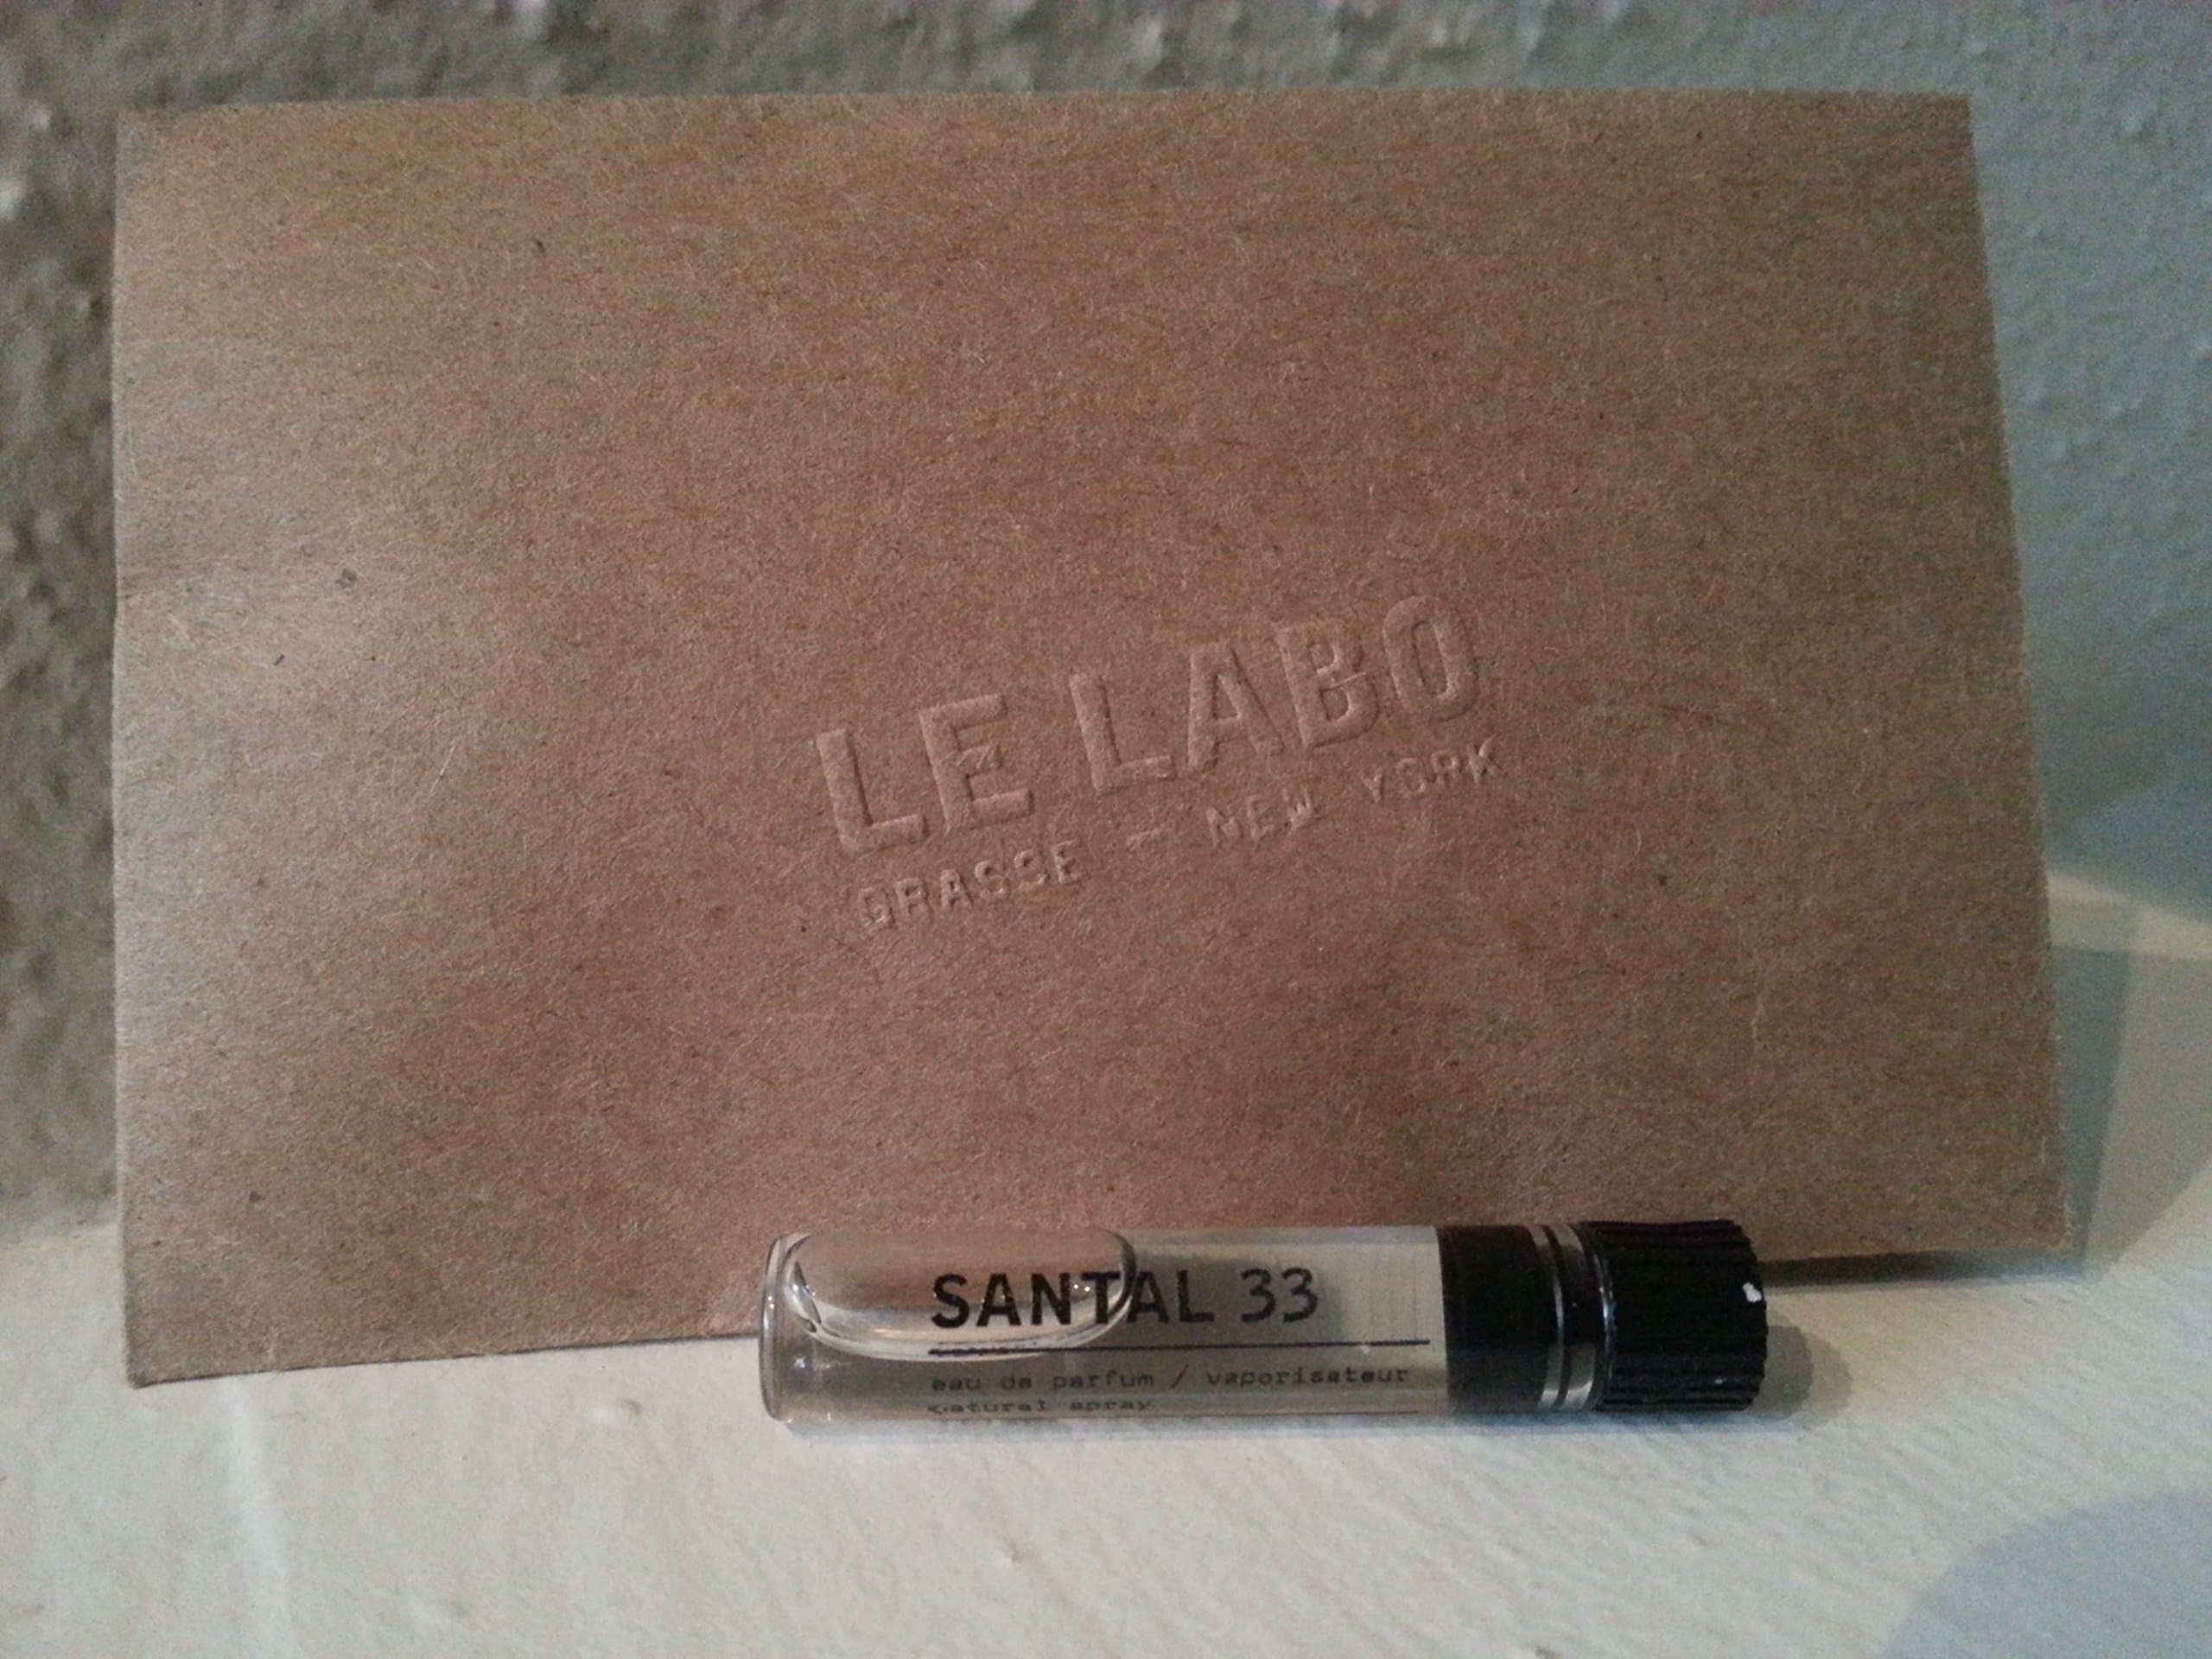 LE LABO
GRASSE — NEW YORK
SANTAL 33
eau de parfum / vaporisateur
natural spray